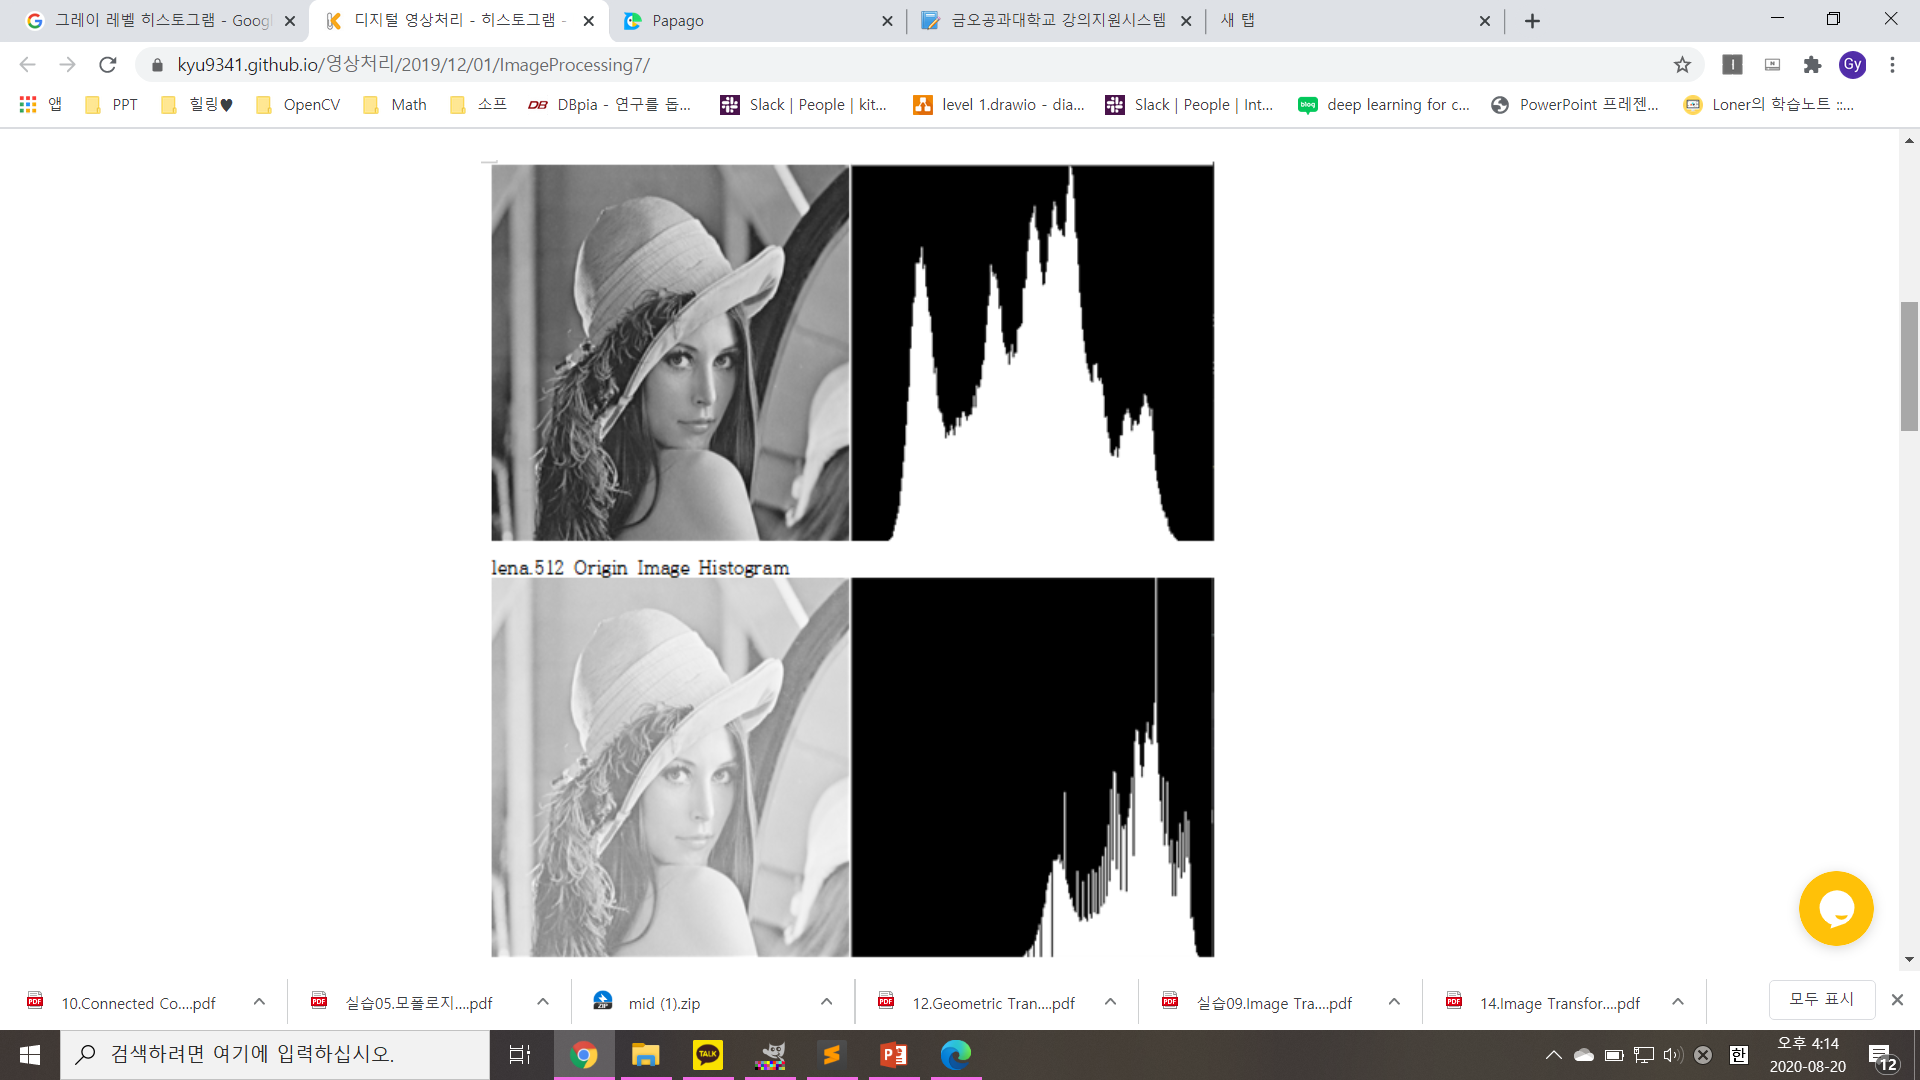 그레이 레벨 히스토그램 - Goog
디지털 영상처리 - 히스토그램 -
Papago
금오공과대학교 강의지원시스템
새 탭
kyu9341.github.io/영상처리/2019/12/01/ImageProcessing7/
Gy
앱
PPT
힐링♥
OpenCV
Math
소프
DBpia - 연구를 돕...
Slack | People | kit...
level 1.drawio - dia...
Slack | People | Int...
deep learning for c...
PowerPoint 프레젠...
Loner의 학습노트 ::...
lena.512 Origin Image Histogram
10.Connected Co....pdf
실습05.모폴로지....pdf
mid (1).zip
12.Geometric Tran....pdf
실습09.Image Tra....pdf
14.Image Transfor....pdf
모두 표시
검색하려면 여기에 입력하십시오.
TALK
한
오후 4:14
2020-08-20
12